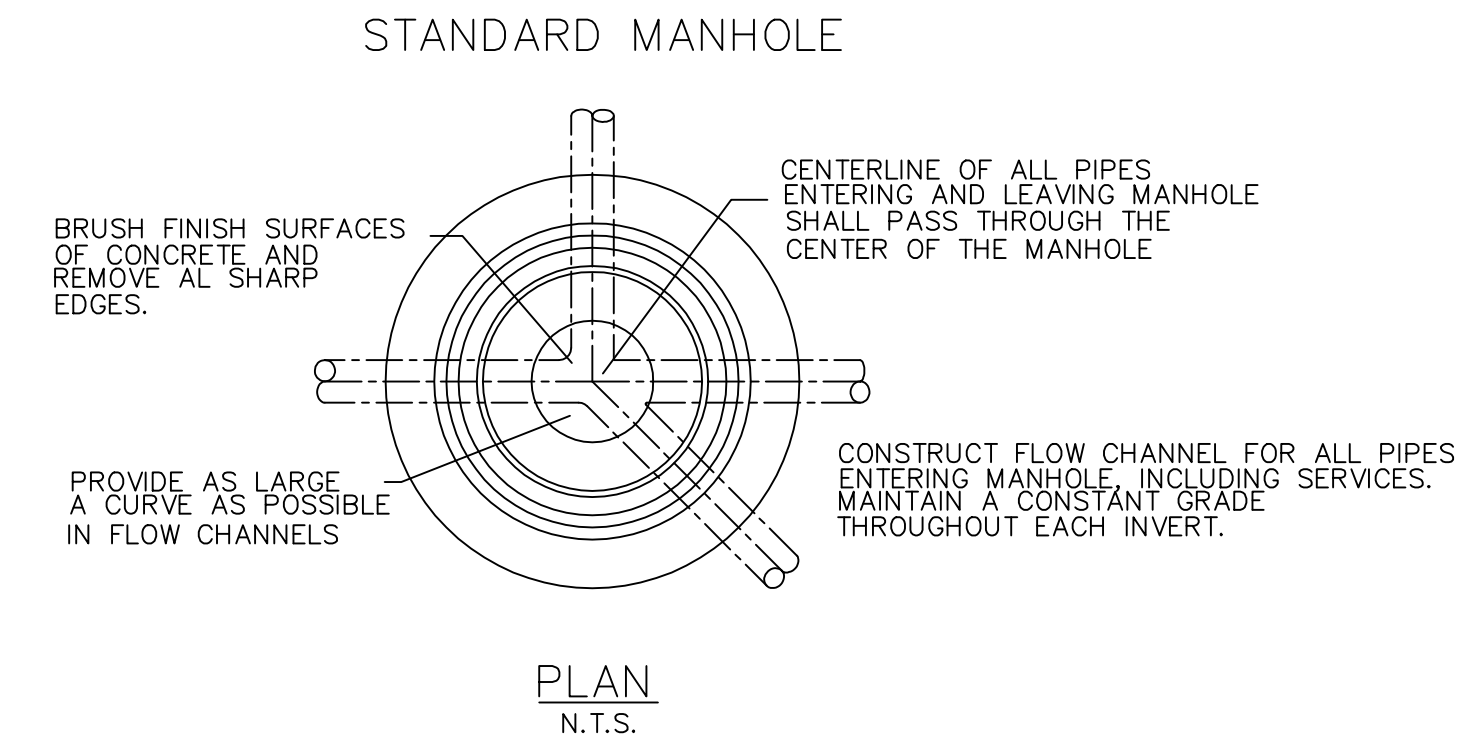 STANDARD MANHOLE
BRUSH FINISH SURFACES
OF CONCRETE AND
REMOVE AL SHARP
EDGES.
CENTERLINE OF ALL PIPES
ENTERING AND LEAVING MANHOLE
SHALL PASS THROUGH THE
CENTER OF THE MANHOLE
PROVIDE AS LARGE
A CURVE AS POSSIBLE
IN FLOW CHANNELS
CONSTRUCT FLOW CHANNEL FOR ALL PIPES
ENTERING MANHOLE, INCLUDING SERVICES.
MAINTAIN A CONSTANT GRADE
THROUGHOUT EACH INVERT.
PLAN
N.T.S.